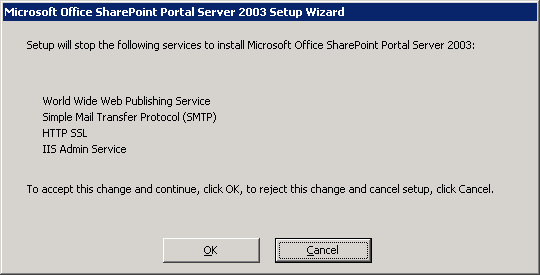 Microsoft Office SharePoint Portal Server 2003 Setup Wizard
Setup will stop the following services to install Microsoft Office SharePoint Portal Server 2003:
World Wide Web Publishing Service
Simple Mail Transfer Protocol (SMTP)
HTTP SSL
IIS Admin Service
To accept this change and continue, click OK, to reject this change and cancel setup, click Cancel.
OK
Cancel